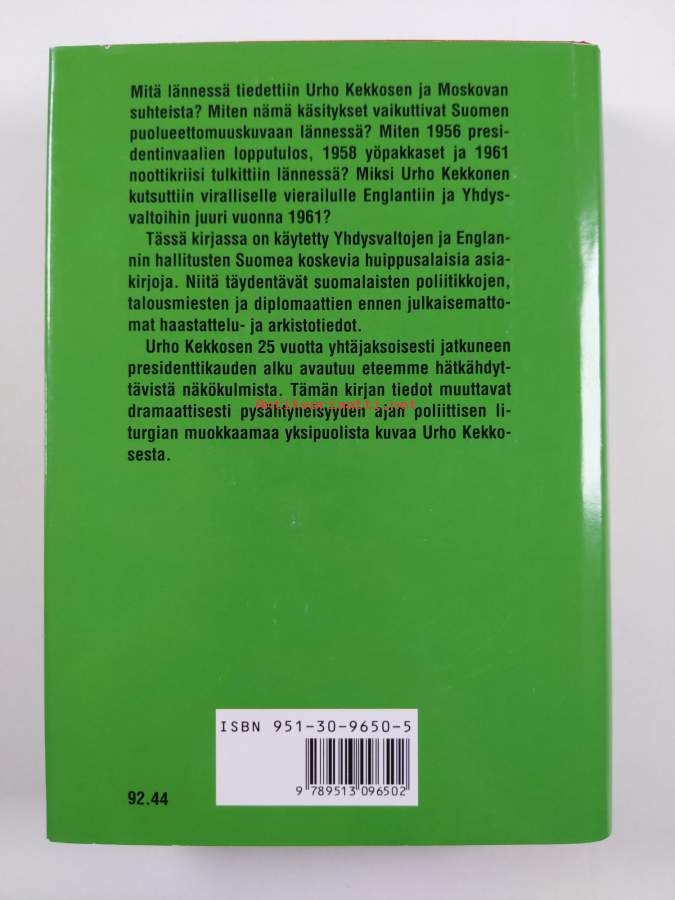 Mitä lännessä tiedettiin Urho Kekkosen ja Moskovan
suhteista? Miten nämä käsitykset vaikuttivat Suomen
puolueettomuuskuvaan lännessä? Miten 1956 presi-
dentinvaalien lopputulos, 1958 yöpakkaset ja 1961
noottikriisi tulkittiin lännessä? Miksi Urho Kekkonen
kutsuttiin viralliselle vierailulle Englantiin ja Yhdys-
valtoihin juuri vuonna 1961?
Tässä kirjassa on käytetty Yhdysvaltojen ja Englan-
nin hallitusten Suomea koskevia huippusalaisia asia-
kirjoja. Niitä täydentävät suomalaisten poliitikkojen,
talousmiesten ja diplomaattien ennen julkaisematto-
mat haastattelu- ja arkistotiedot.
Urho Kekkosen 25 vuotta yhtäjaksoisesti jatkuneen
presidenttikauden alku avautuu eteemme hätkähdyt-
tävistä näkökulmista. Tämän kirjan tiedot muuttavat
Antikvariaatti.net
dramaattisesti pysähtyneisyyden ajan poliittisen li-
turgian muokkaamaa yksipuolista kuvaa Urho Kekko-
sesta.
ISBN 951-30-9650-5
9 789513 096502
92.44